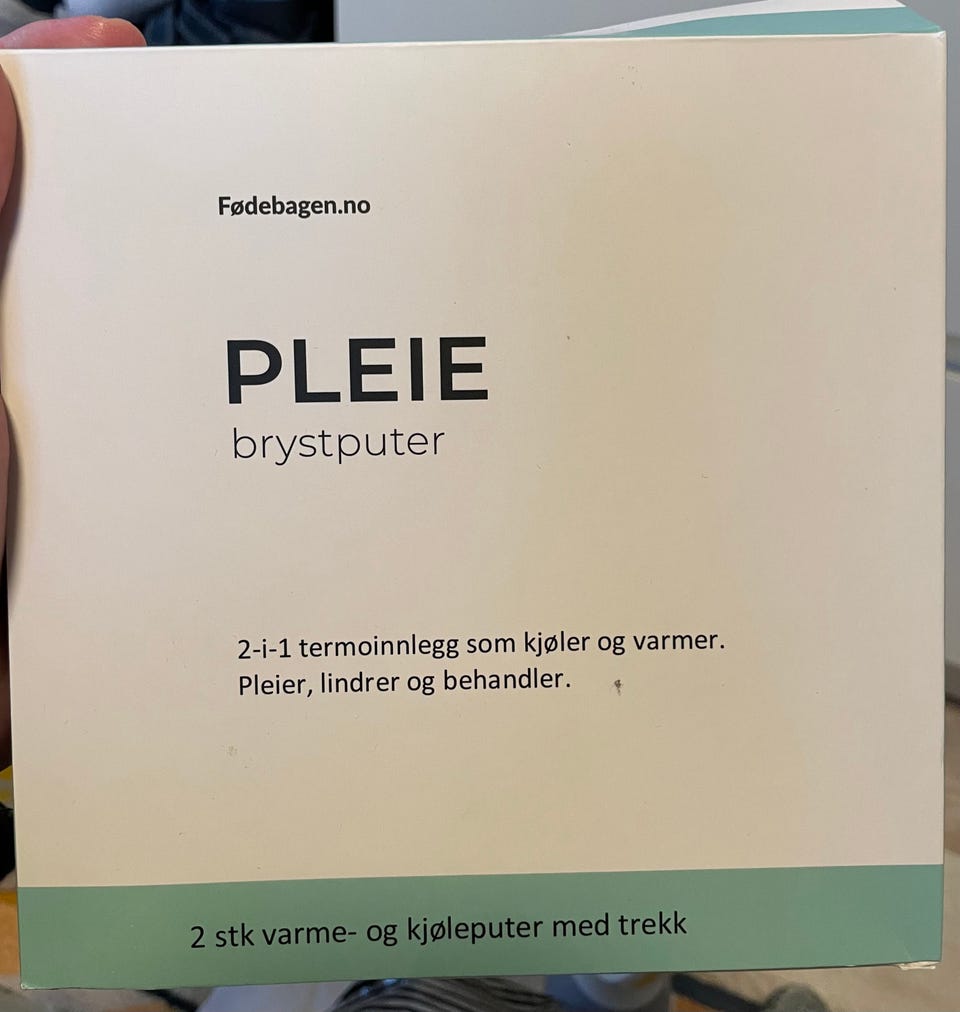 Fødebagen.no
PLEIE
brystputer
2-i-1 termoinnlegg som kjøler og varmer.
Pleier, lindrer og behandler.
2 stk varme- og kjøleputer med trekk